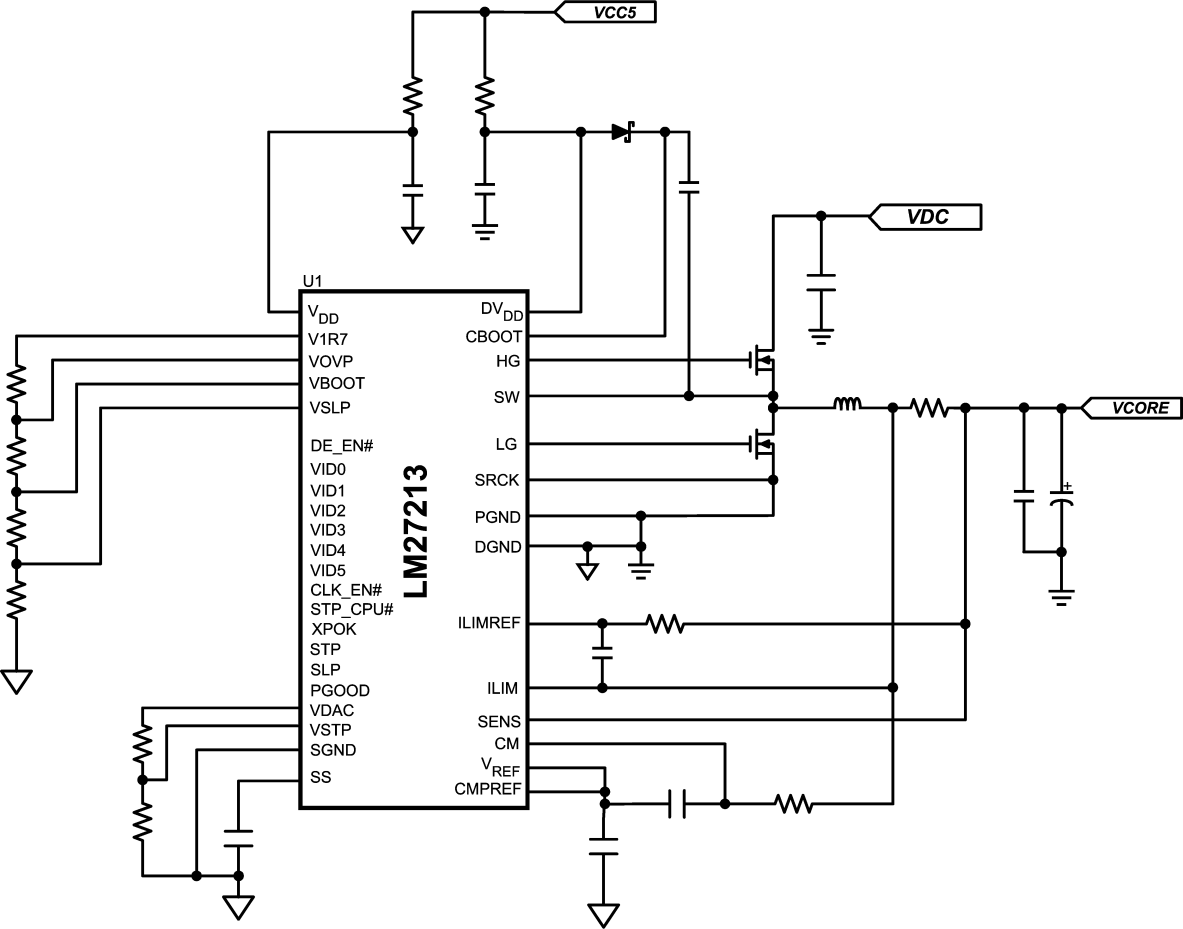 VCC5
VDC
U1
VDD
V1R7
VOVP
VBOOT
VSLP
DE_EN#
VID0
VID1
VID2
VID3
VID4
VID5
CLK_EN#
STP_CPU#
XPOK
STP
SLP
PGOOD
VDAC
VSTP
SGND
SS
LM27213
DVDD
CBOOT
HG
SW
LG
SRCK
PGND
DGND
ILIMREF
ILIM
SENS
CM
VREF
CMPREF
VCORE
+